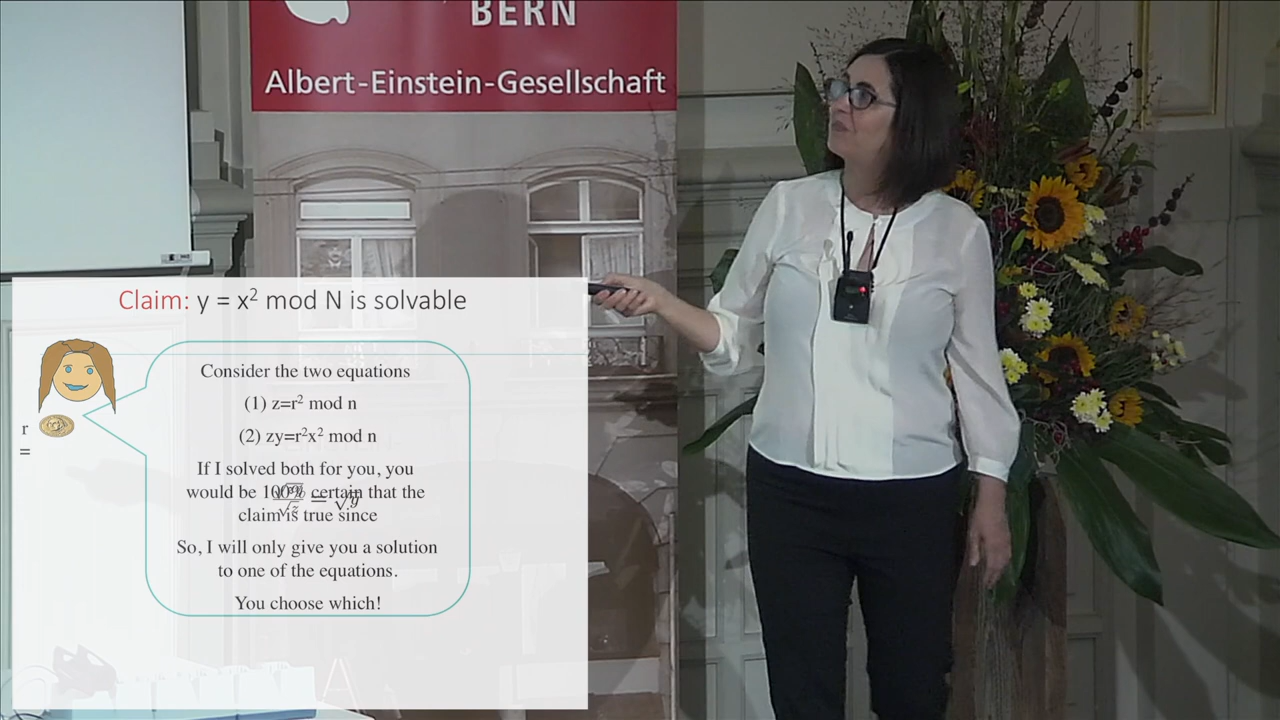 BERN
Albert-Einstein-Gesellschaft
Claim: y = x² mod N is solvable
Consider the two equations
(1) z=r² mod n
(2) zy=r²x² mod n
If I solved both for you, you
would be certain that the
claim is true since
So, I will only give you a solution
to one of the equations.
You choose which!
r
=